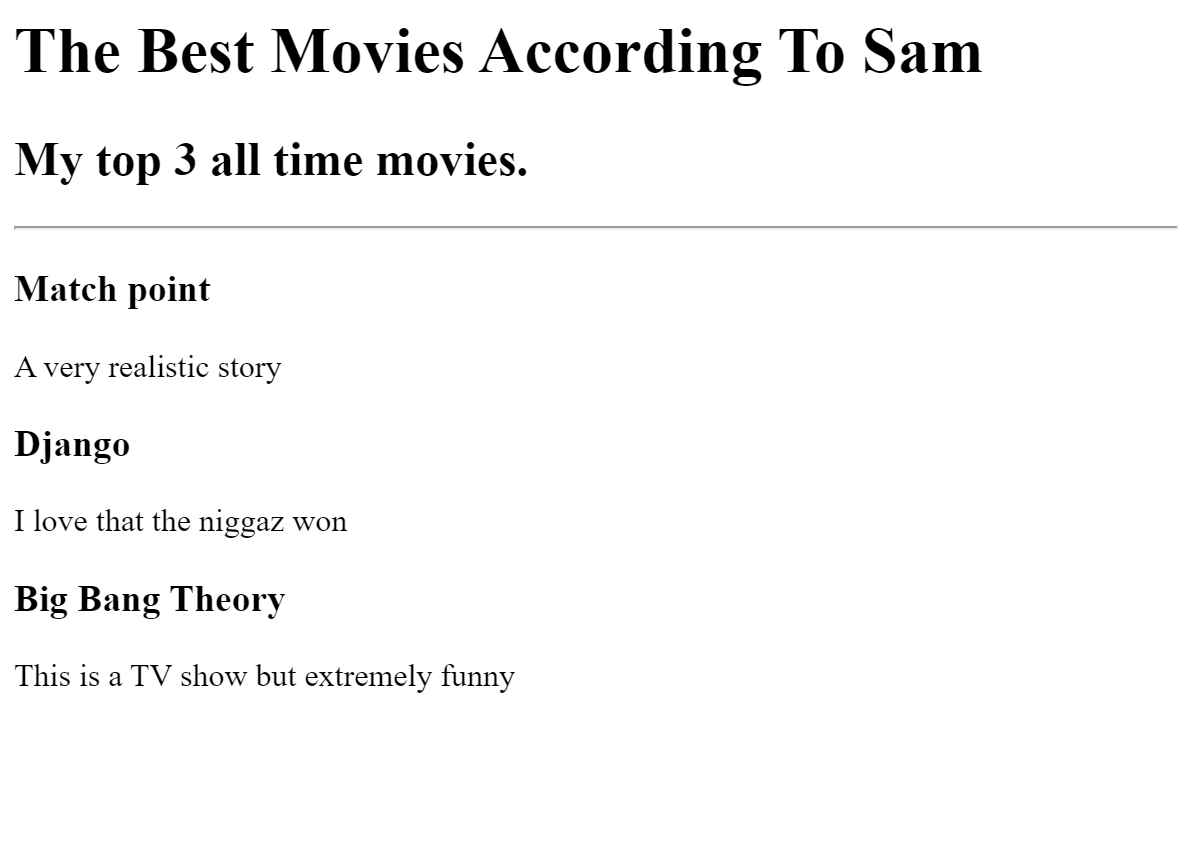 The Best Movies According To Sam
My top 3 all time movies.
Match point
A very realistic story
Django
I love that the niggaz won
Big Bang Theory
This is a TV show but extremely funny